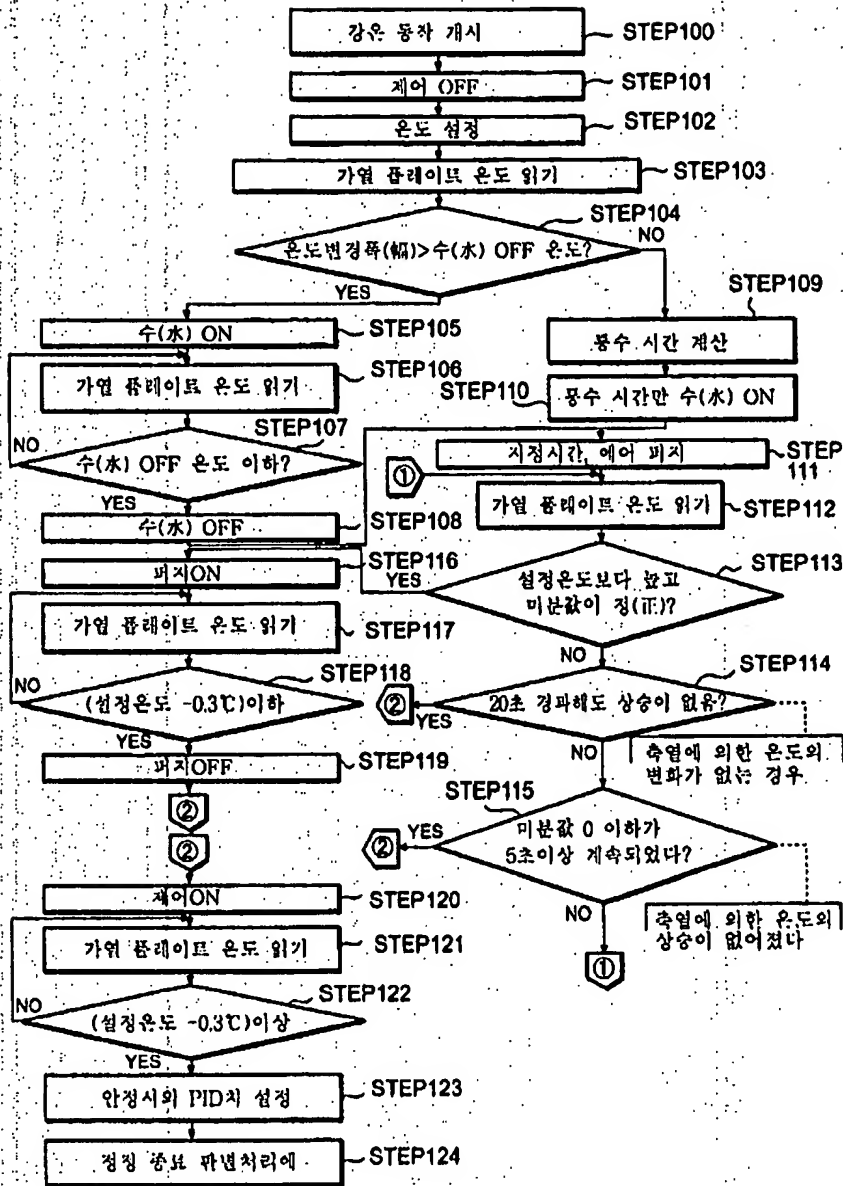 강온 동작 개시
STEP100
제어 OFF
STEP101
온도 설정
STEP102
가열 플레이트 온도 읽기
STEP103
STEP104
온도변경폭(幅)>수(水) OFF 온도?
NO
YES
수(水) ON
STEP105
가열 플레이트 온도 읽기
STEP106
STEP107
NO
수(水) OFF 온도 이하?
YES
수(水) OFF
STEP108
STEP109
통수 시간 계산
STEP110
통수 시간만 수(水) ON
①
지정시간, 에어 퍼지
STEP
111
가열 플레이트 온도 읽기
STEP112
STEP113
YES
설정온도보다 높고
미분값이 정(正)?
NO
STEP114
②
YES
20초 경과해도 상승이 없음?
NO
축열에 의한 온도의
변화가 없는 경우
STEP115
②
YES
미분값 0 이하가
5초이상 계속되었다?
NO
축열에 의한 온도의
상승이 없어졌나
①
퍼지ON
STEP116
가열 플레이트 온도 읽기
STEP117
STEP118
NO
(설정온도 -0.3℃)이하
YES
퍼지OFF
STEP119
②
②
제어ON
STEP120
가열 플레이트 온도 읽기
STEP121
STEP122
NO
(설정온도 -0.3℃)이상
YES
안정시의 PID치 설정
STEP123
정정 종료 판별처리에
STEP124